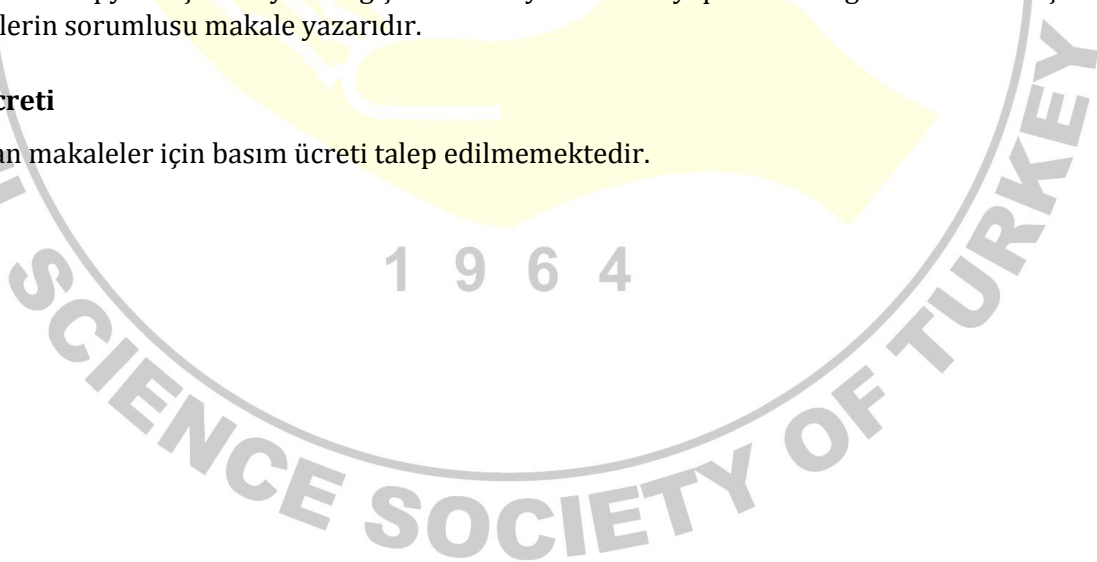 lerin sorumlusu makale yazarıdır.
creti
an makaleler için basım ücreti talep edilmemektedir.
1 9 6 4
SCIENCE SOCIETY OF TURKEY